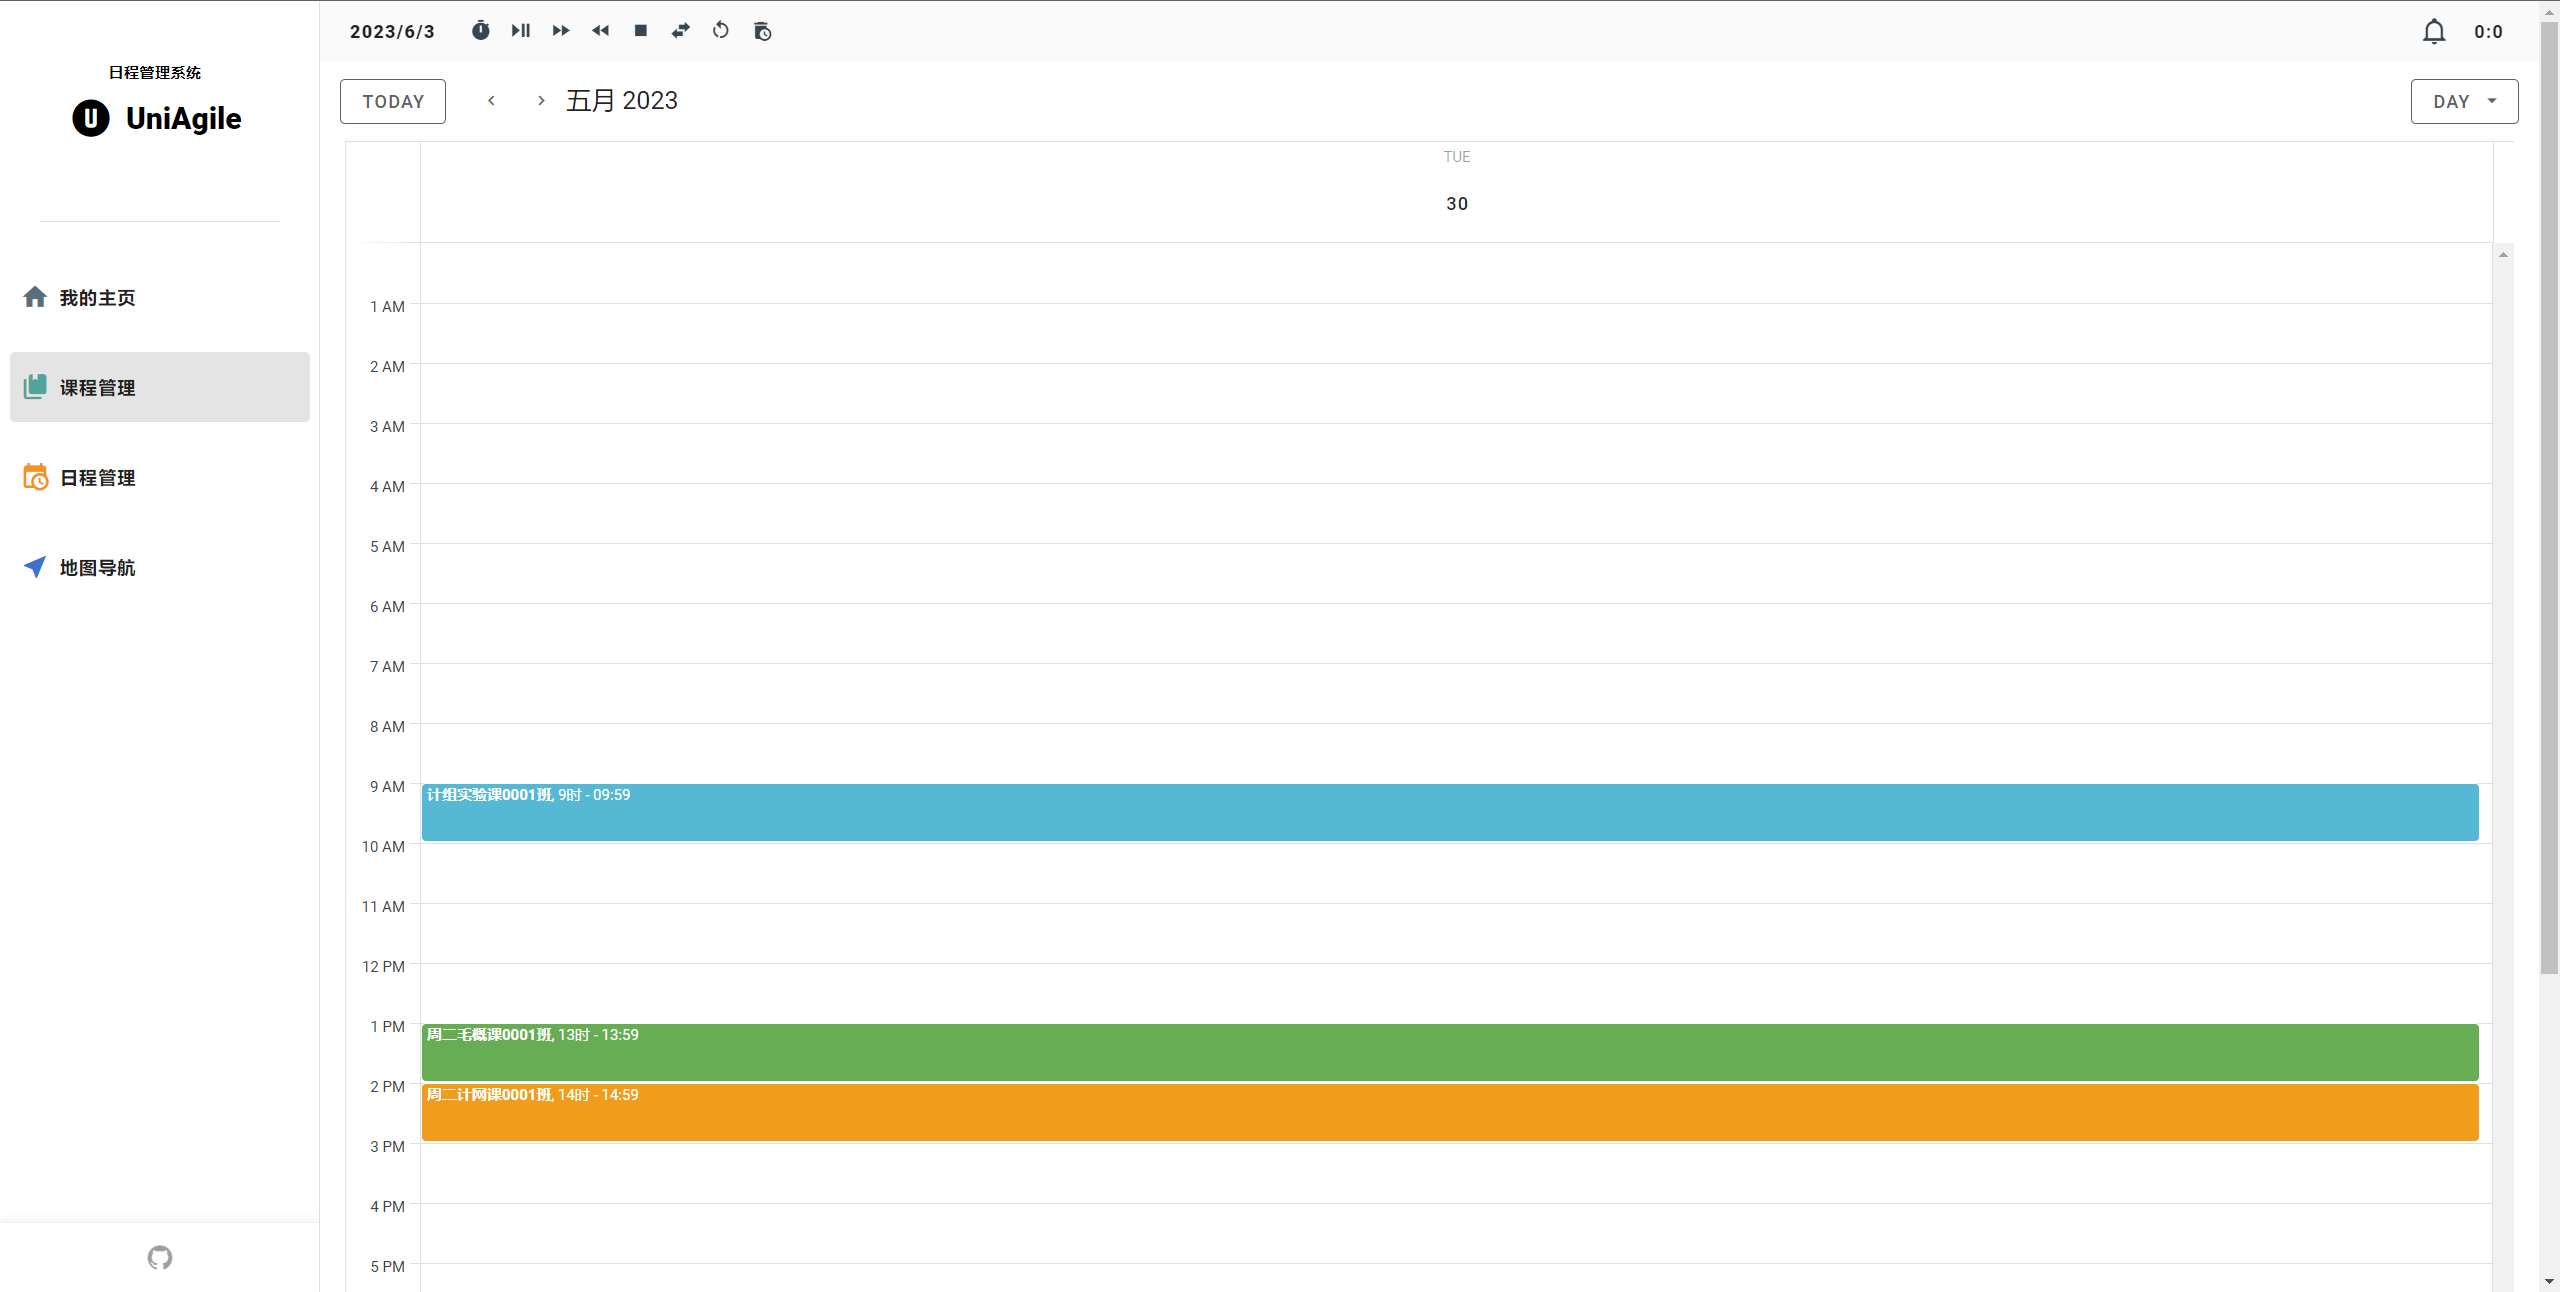 日程管理系统
U UniAgile
我的主页
课程管理
日程管理
地图导航
2023/6/3
0:0
TODAY
五月 2023
DAY
TUE
30
1 AM
2 AM
3 AM
4 AM
5 AM
6 AM
7 AM
8 AM
9 AM
计组实验课0001班, 9时 - 09:59
10 AM
11 AM
12 PM
1 PM
周二毛概课0001班, 13时 - 13:59
2 PM
周二计网课0001班, 14时 - 14:59
3 PM
4 PM
5 PM